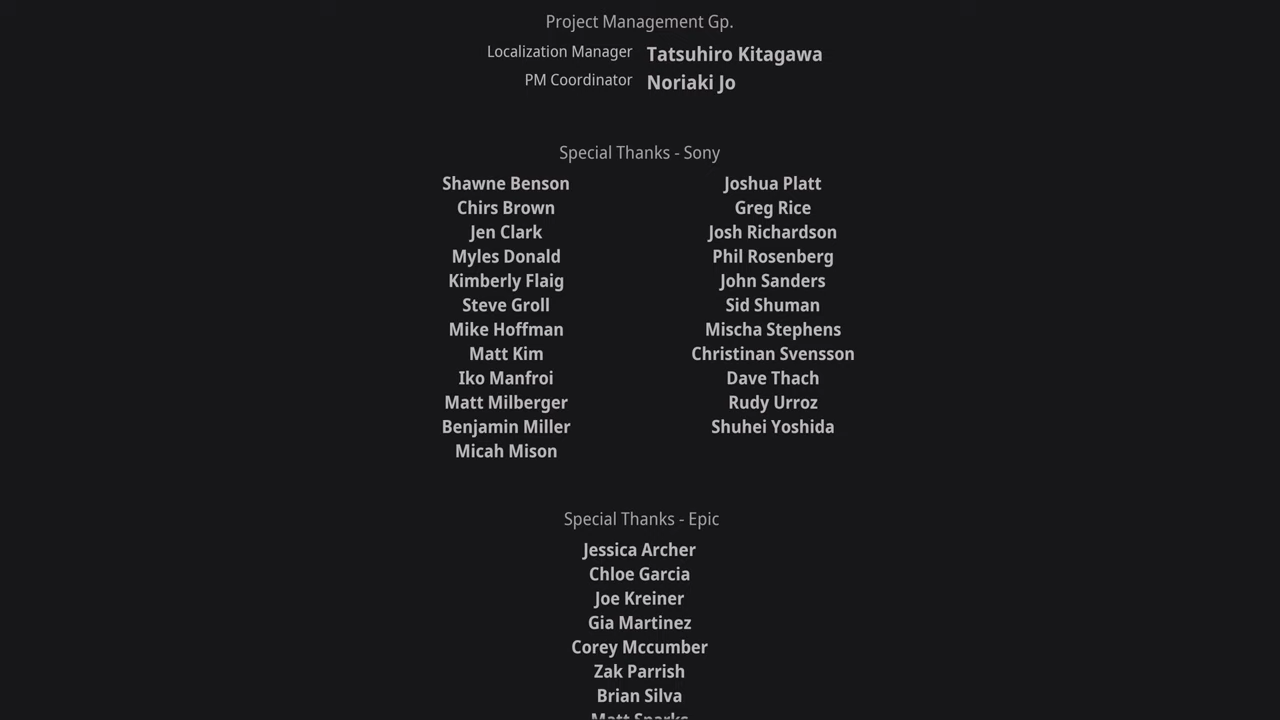 Project Management Gp.
Localization Manager Tatsuhiro Kitagawa
PM Coordinator Noriaki Jo
Special Thanks - Sony
Shawne Benson Joshua Platt
Chirs Brown Greg Rice
Jen Clark Josh Richardson
Myles Donald Phil Rosenberg
Kimberly Flaig John Sanders
Steve Groll Sid Shuman
Mike Hoffman Mischa Stephens
Matt Kim Christinan Svensson
Iko Manfroi Dave Thach
Matt Milberger Rudy Urroz
Benjamin Miller Shuhei Yoshida
Micah Mison
Special Thanks - Epic
Jessica Archer
Chloe Garcia
Joe Kreiner
Gia Martinez
Corey Mccumber
Zak Parrish
Brian Silva
Matt Sparks